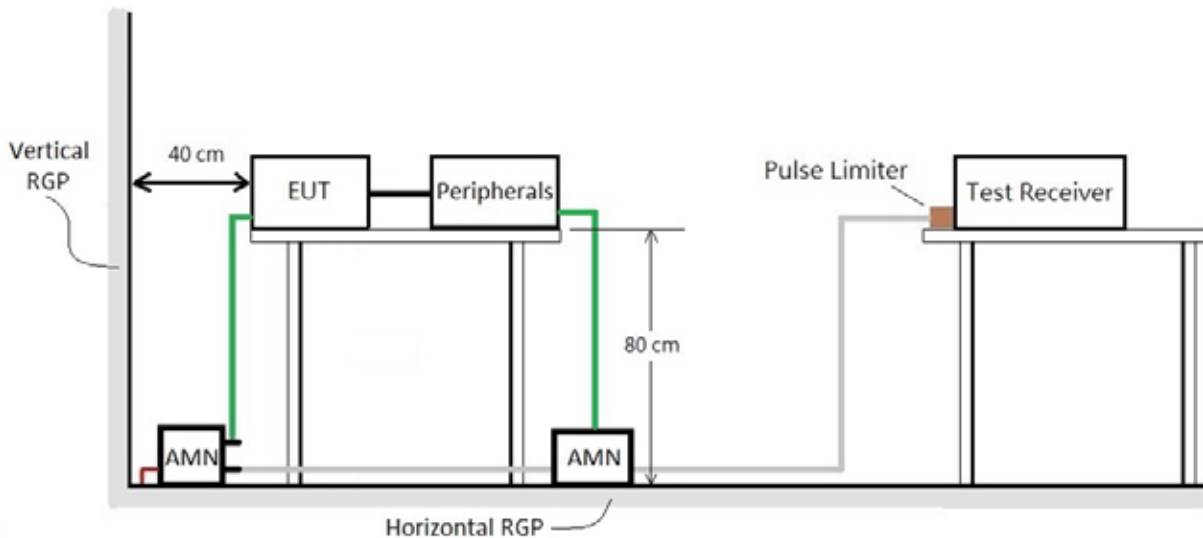 Vertical
RGP
40 cm
EUT
Peripherals
Pulse Limiter
Test Receiver
80 cm
AMN
AMN
Horizontal RGP